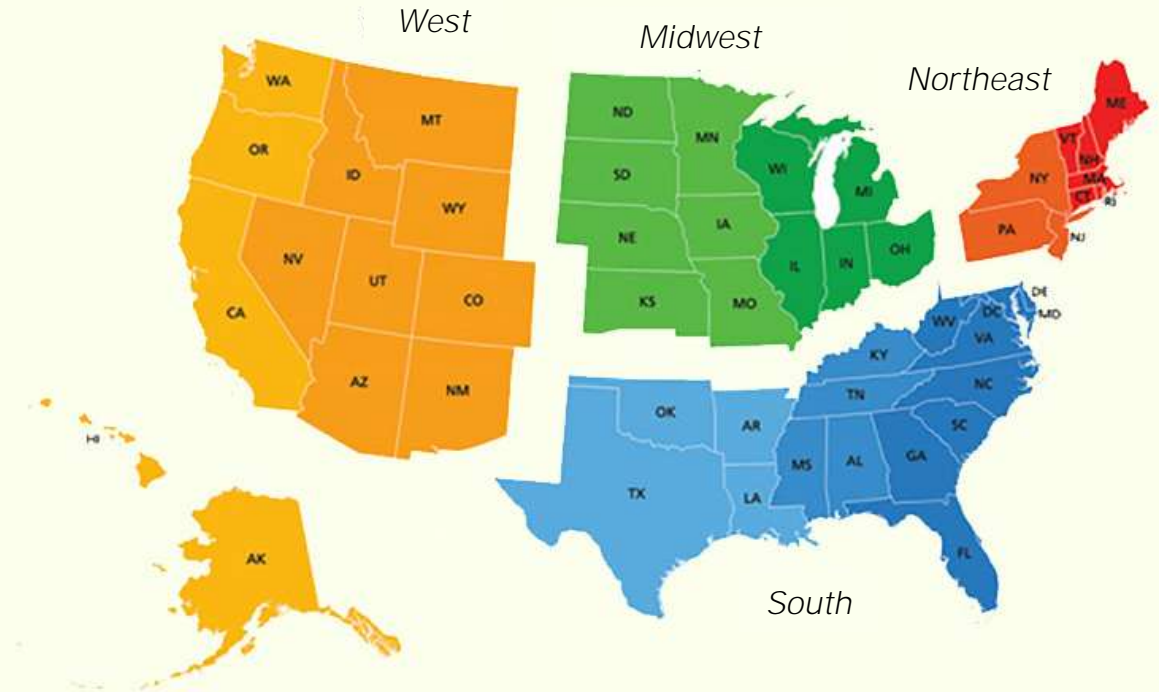 West
Midwest
Northeast
WA
MT
OR
ID
WY
NV
UT
CO
CA
AZ
NM
HI
AK
ND
MN
SD
WI
MI
NE
IA
IL
IN
OH
KS
MO
ME
VT
NH
NY
MA
CT
RI
PA
NJ
DE
MD
DC
WV
VA
KY
NC
TN
OK
AR
SC
MS
AL
GA
TX
LA
FL
South